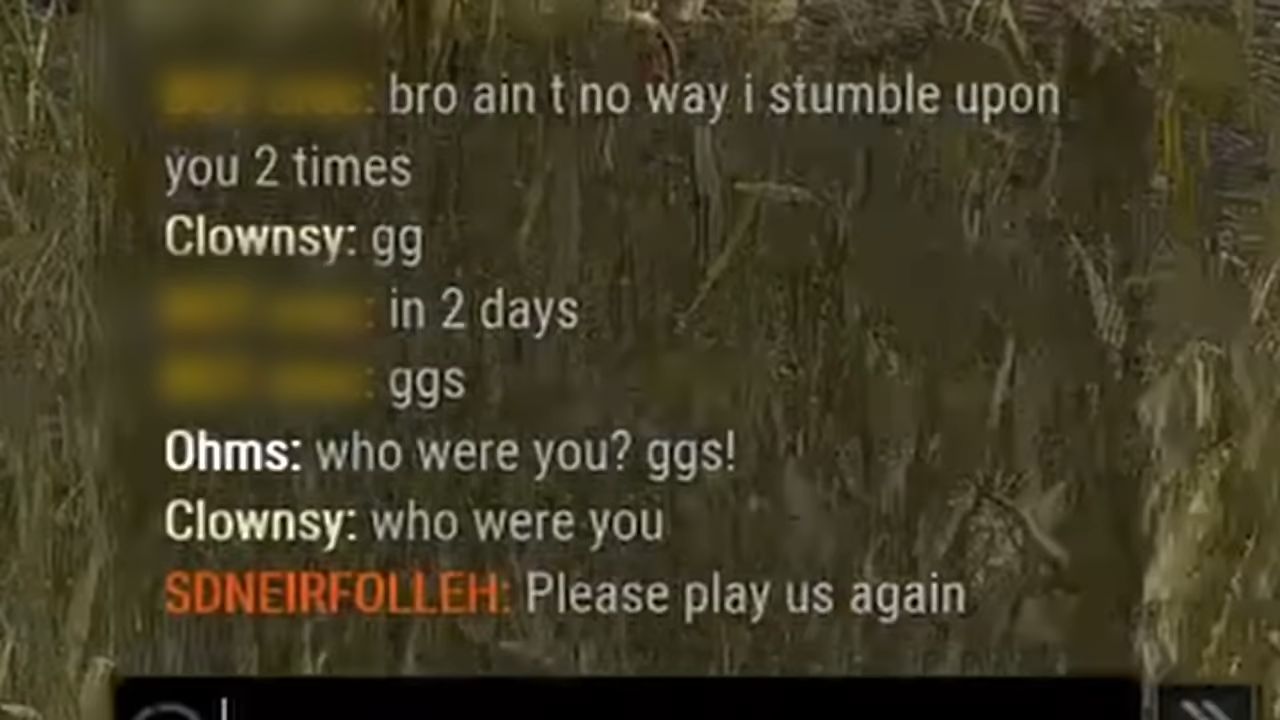 : bro ain t no way i stumble upon
you 2 times
Clownsy: gg
: in 2 days
: ggs
Ohms: who were you? ggs!
Clownsy: who were you
SDNEIRFOLLEH: Please play us again